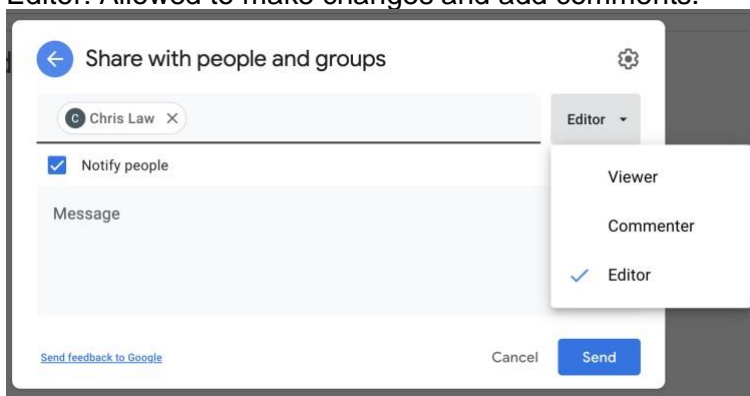 Editor: Allowed to make changes and add comments.
Share with people and groups
C Chris Law
Editor
Notify people
Viewer
Message
Commenter
Editor
Send feedback to Google
Cancel
Send